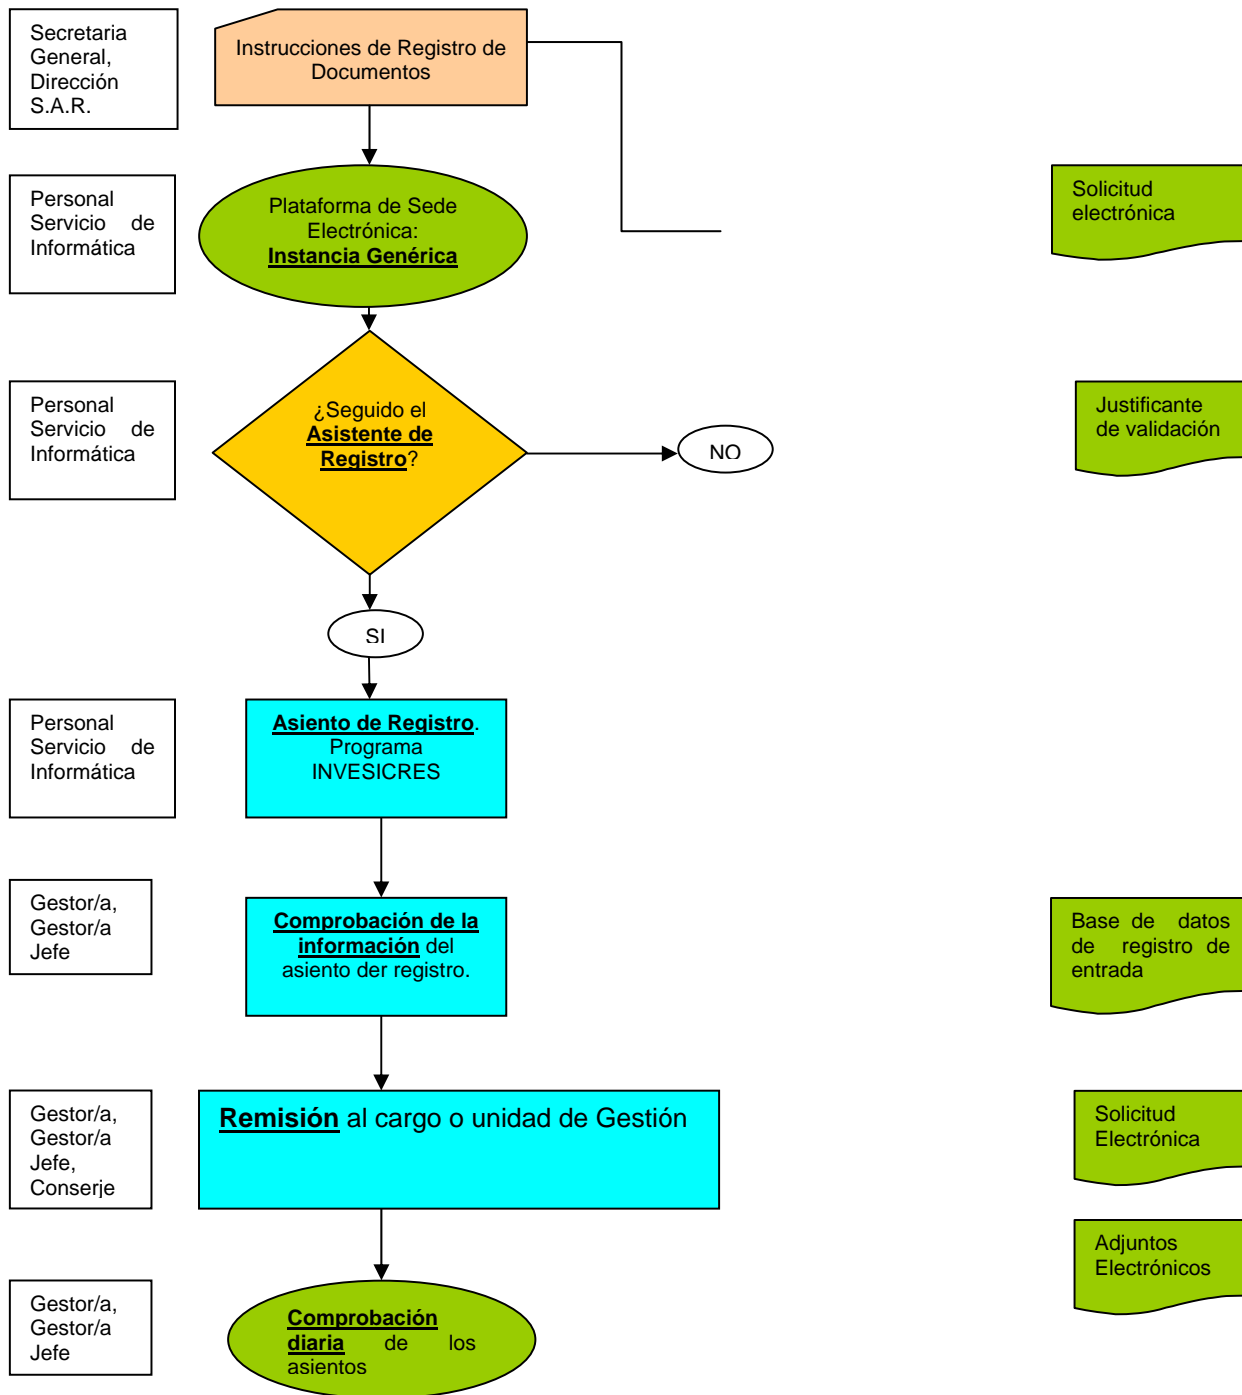 Secretaria
General,
Dirección
S.A.R.
Instrucciones de Registro de
Documentos
Personal
Servicio de
Informática
Plataforma de Sede
Electrónica:
Instancia Genérica
Solicitud
electrónica
Personal
Servicio de
Informática
¿Seguido el
Asistente de
Registro?
NO
Justificante
de validación
SI
Personal
Servicio de
Informática
Asiento de Registro.
Programa
INVESICRES
Gestor/a,
Gestor/a
Jefe
Comprobación de la
información del
asiento der registro.
Base de datos
de registro de
entrada
Gestor/a,
Gestor/a
Jefe,
Conserje
Remisión al cargo o unidad de Gestión
Solicitud
Electrónica
Adjuntos
Electrónicos
Gestor/a,
Gestor/a
Jefe
Comprobación
diaria de los
asientos